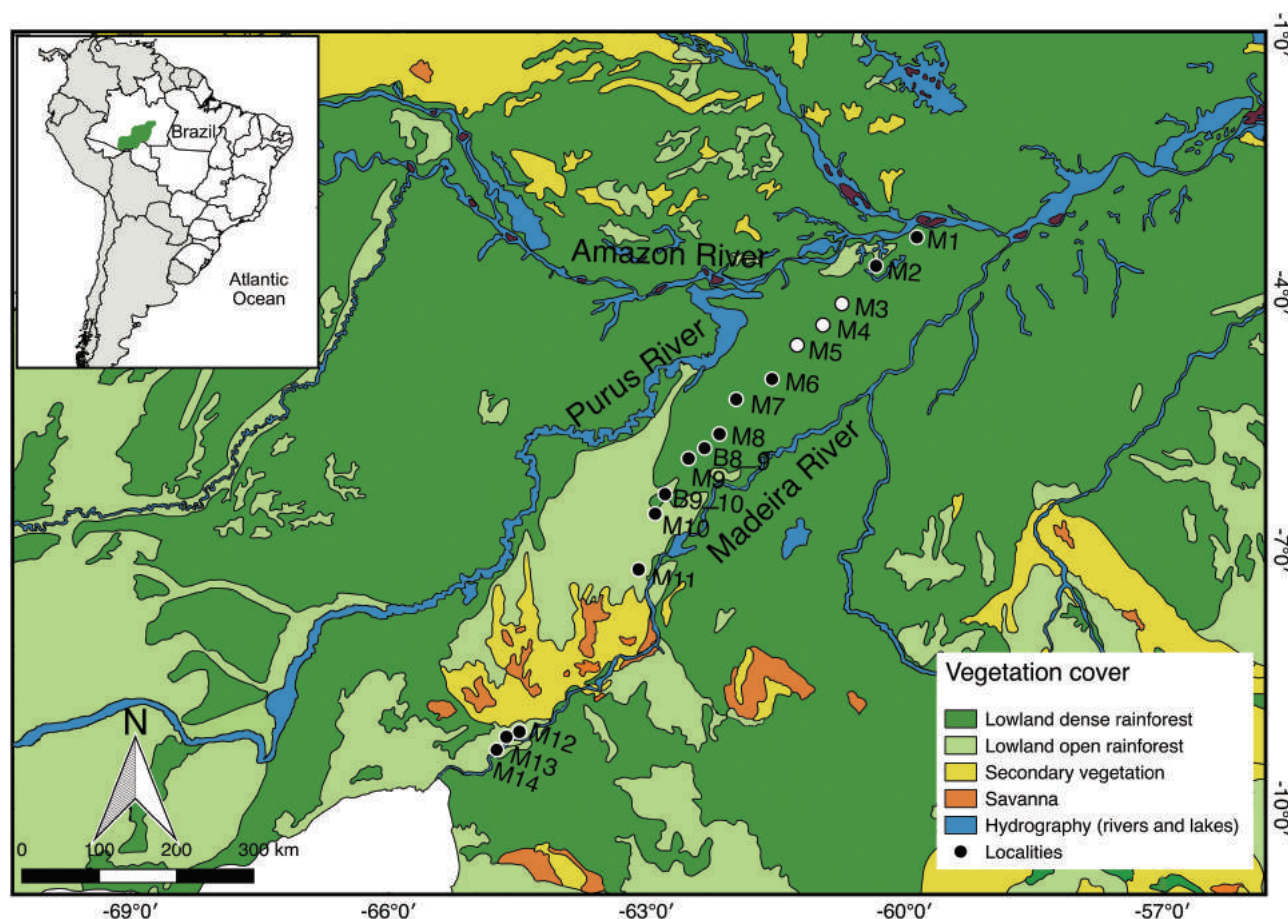 Brazil
Atlantic
Ocean
Amazon River
Purus River
Madeira River
M1
M2
M3
M4
M5
M6
M7
M8
B8_9
M9
B9_10
M10
M11
M12
M13
M14
N
0 100 200 300 km
Vegetation cover
Lowland dense rainforest
Lowland open rainforest
Secondary vegetation
Savanna
Hydrography (rivers and lakes)
Localities
-1°0′
-4°0′
-7°0′
-10°0′
-69°0′ -66°0′ -63°0′ -60°0′ -57°0′